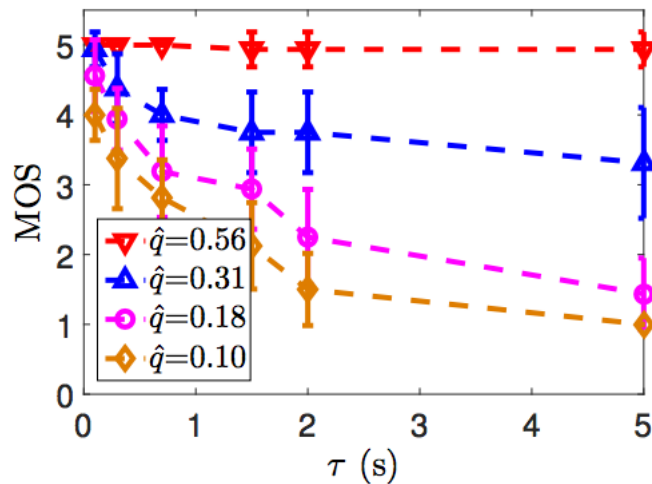 MOS
5
4
3
2
1
0
q̂=0.56
q̂=0.31
q̂=0.18
q̂=0.10
0 1 2 3 4 5
τ (s)